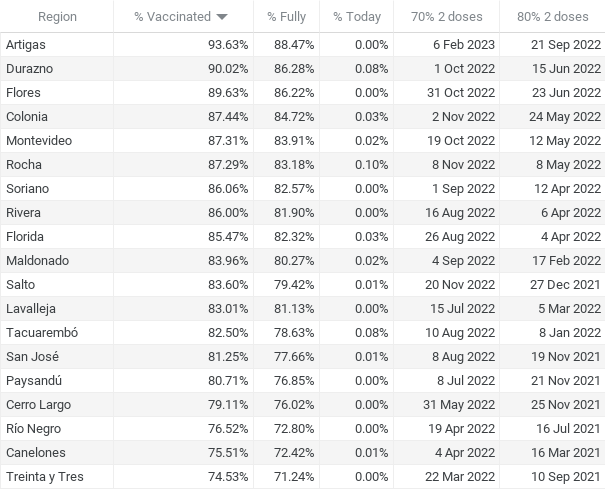 Region % Vaccinated % Fully % Today 70% 2 doses 80% 2 doses
Artigas 93.63% 88.47% 0.00% 6 Feb 2023 21 Sep 2022
Durazno 90.02% 86.28% 0.08% 1 Oct 2022 15 Jun 2022
Flores 89.63% 86.22% 0.00% 31 Oct 2022 23 Jun 2022
Colonia 87.44% 84.72% 0.03% 2 Nov 2022 24 May 2022
Montevideo 87.31% 83.91% 0.02% 19 Oct 2022 12 May 2022
Rocha 87.29% 83.18% 0.10% 8 Nov 2022 8 May 2022
Soriano 86.06% 82.57% 0.00% 1 Sep 2022 12 Apr 2022
Rivera 86.00% 81.90% 0.00% 16 Aug 2022 6 Apr 2022
Florida 85.47% 82.32% 0.03% 26 Aug 2022 4 Apr 2022
Maldonado 83.96% 80.27% 0.02% 4 Sep 2022 17 Feb 2022
Salto 83.60% 79.42% 0.01% 20 Nov 2022 27 Dec 2021
Lavalleja 83.01% 81.13% 0.00% 15 Jul 2022 5 Mar 2022
Tacuarembó 82.50% 78.63% 0.08% 10 Aug 2022 8 Jan 2022
San José 81.25% 77.66% 0.01% 8 Aug 2022 19 Nov 2021
Paysandú 80.71% 76.85% 0.00% 8 Jul 2022 21 Nov 2021
Cerro Largo 79.11% 76.02% 0.00% 31 May 2022 25 Nov 2021
Río Negro 76.52% 72.80% 0.00% 19 Apr 2022 16 Jul 2021
Canelones 75.51% 72.42% 0.01% 4 Apr 2022 16 Mar 2021
Treinta y Tres 74.53% 71.24% 0.00% 22 Mar 2022 10 Sep 2021